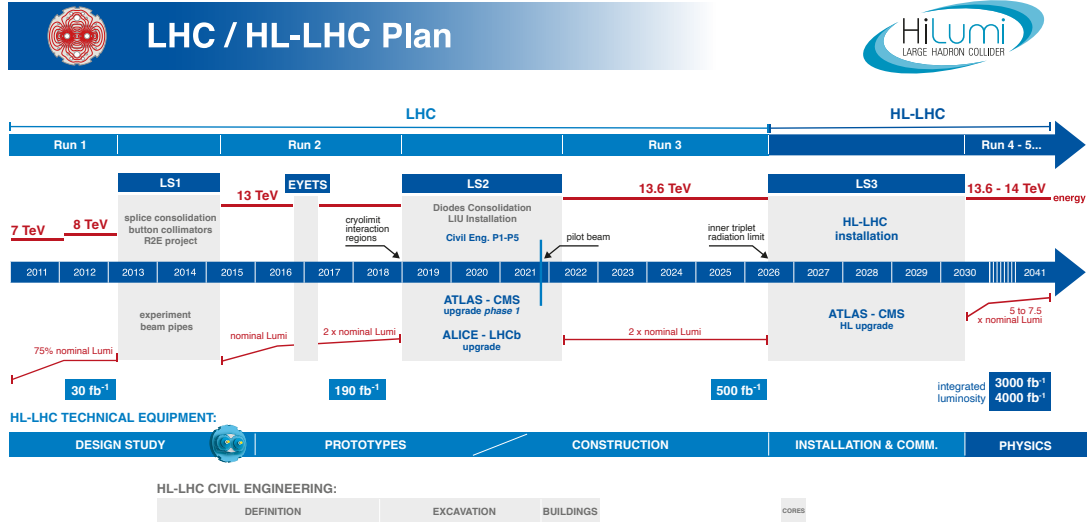 LHC / HL-LHC Plan
HiLumi
LARGE HADRON COLLIDER
LHC
HL-LHC
Run 1
Run 2
Run 3
Run 4 - 5...
LS1
EYETS
LS2
LS3
13 TeV
13.6 TeV
13.6 - 14 TeV
energy
7 TeV
8 TeV
splice consolidation
button collimators
R2E project
cryolimit
interaction
regions
Diodes Consolidation
LIU Installation
Civil Eng. P1-P5
pilot beam
inner triplet
radiation limit
HL-LHC
installation
2011 2012 2013 2014 2015 2016 2017 2018 2019 2020 2021 2022 2023 2024 2025 2026 2027 2028 2029 2030 2041
experiment
beam pipes
ATLAS - CMS
upgrade phase 1
ALICE - LHCb
upgrade
ATLAS - CMS
HL upgrade
5 to 7.5
x nominal Lumi
75% nominal Lumi
nominal Lumi
2 x nominal Lumi
2 x nominal Lumi
30 fb⁻¹
190 fb⁻¹
500 fb⁻¹
integrated
luminosity
3000 fb⁻¹
4000 fb⁻¹
HL-LHC TECHNICAL EQUIPMENT:
DESIGN STUDY
PROTOTYPES
CONSTRUCTION
INSTALLATION & COMM.
PHYSICS
HL-LHC CIVIL ENGINEERING:
DEFINITION
EXCAVATION
BUILDINGS
CORES